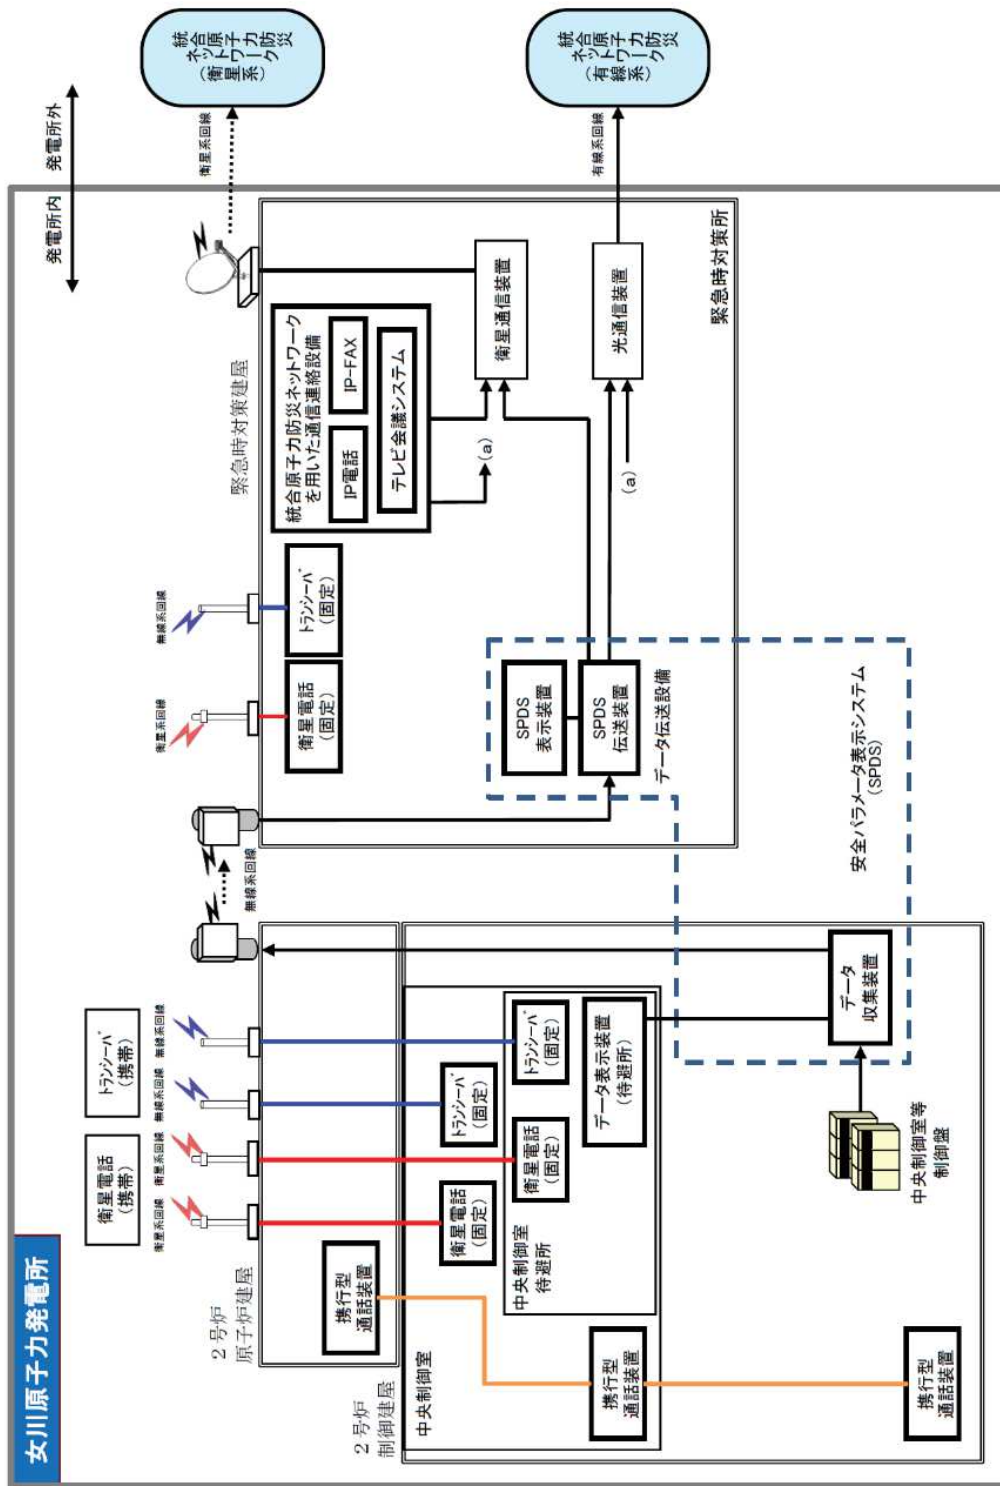 女川原子力発電所
発電所内
発電所外
衛星電話
(携帯)
トランシーバ
(携帯)
2号炉
原子炉建屋
衛星系回線
衛星系回線
無線系回線
無線系回線
無線系回線
衛星系回線
無線系回線
緊急時対策建屋
衛星系回線
統合原子力
防災
ネットワーク
(衛星系)
携行型
通話装置
2号炉
制御建屋
中央制御室
衛星電話
(固定)
トランシーバ
(固定)
中央制御室
待避所
衛星電話
(固定)
トランシーバ
(固定)
データ表示装置
(待避所)
携行型
通話装置
携行型
通話装置
中央制御室等
制御盤
データ
収集装置
衛星電話
(固定)
トランシーバ
(固定)
統合原子力防災ネットワーク
を用いた通信連絡設備
IP電話
IP-FAX
テレビ会議システム
(a)
衛星通信装置
SPDS
表示装置
SPDS
伝送装置
データ伝送設備
(a)
光通信装置
緊急時対策所
有線系回線
統合原子力
防災
ネットワーク
(有線系)
安全パラメータ表示システム
(SPDS)